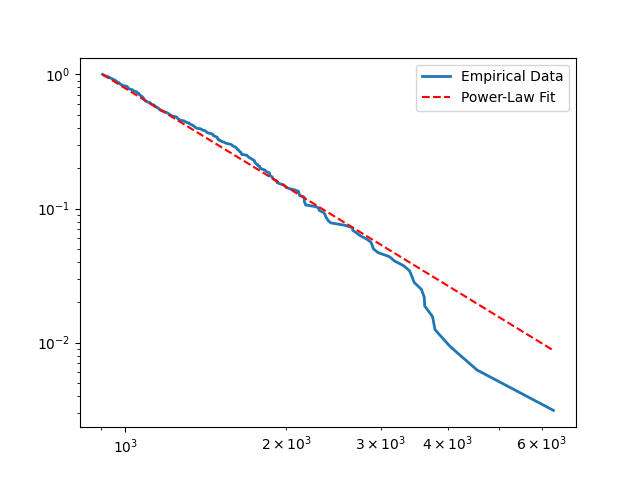 10⁰
10⁻¹
10⁻²
10³
2 × 10³
3 × 10³
4 × 10³
6 × 10³
Empirical Data
Power-Law Fit